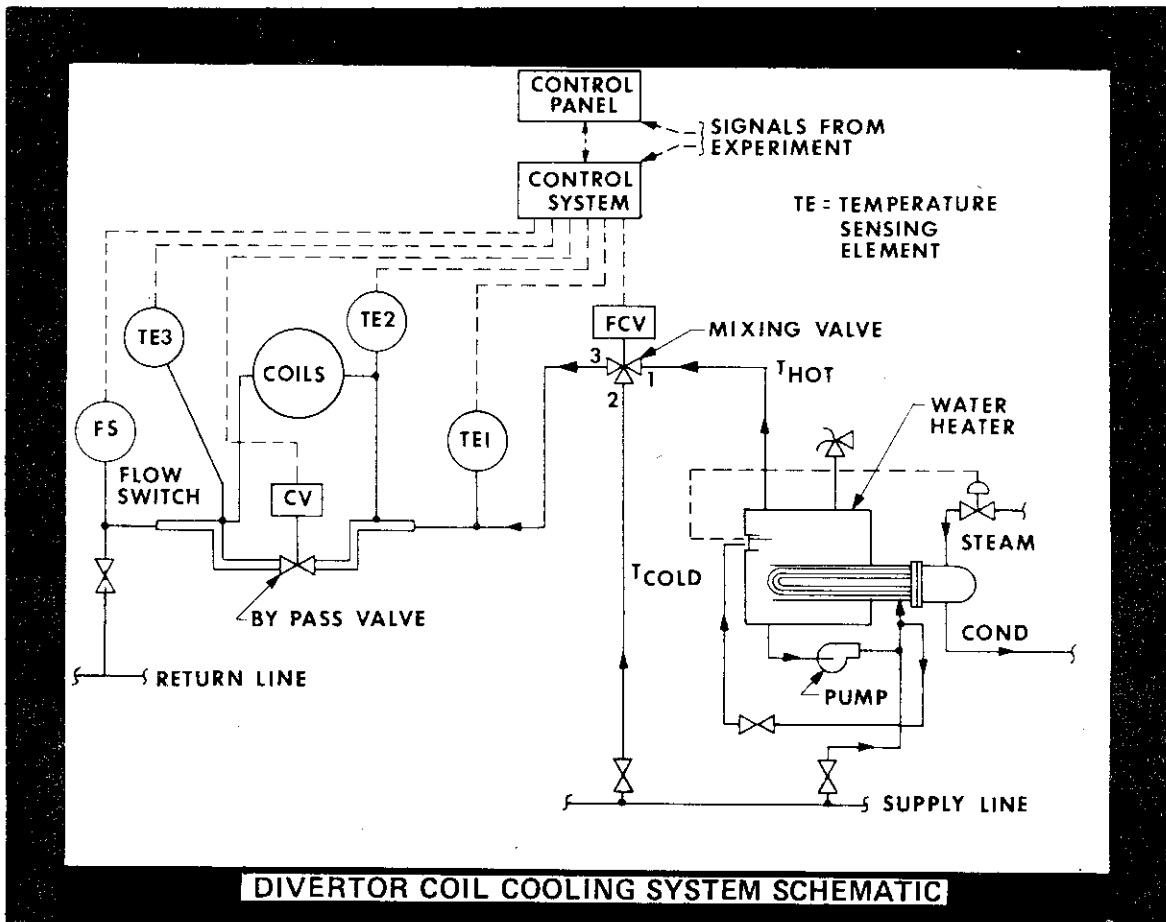 CONTROL
PANEL
SIGNALS FROM
EXPERIMENT
CONTROL
SYSTEM
TE = TEMPERATURE
SENSING
ELEMENT
TE3
TE2
FCV
MIXING VALVE
COILS
3
1
2
THOT
FS
TE1
WATER
HEATER
FLOW
SWITCH
CV
STEAM
TCOLD
BY PASS VALVE
COND
RETURN LINE
PUMP
SUPPLY LINE
DIVERTOR COIL COOLING SYSTEM SCHEMATIC